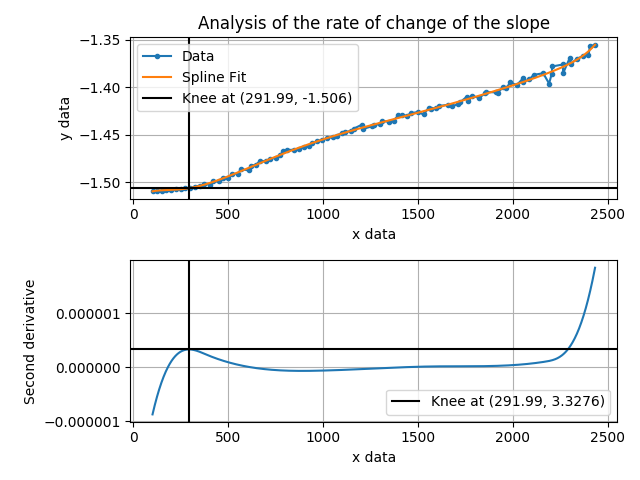 Analysis of the rate of change of the slope
−1.35
−1.40
−1.45
−1.50
y data
Data
Spline Fit
Knee at (291.99, -1.506)
0 500 1000 1500 2000 2500
x data
0.000001
0.000000
−0.000001
Second derivative
Knee at (291.99, 3.3276)
0 500 1000 1500 2000 2500
x data